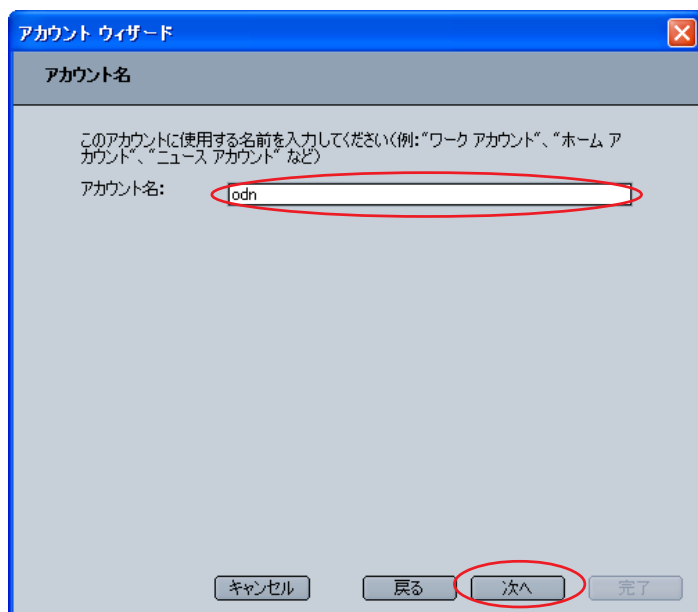 アカウント ウィザード
アカウント名
このアカウントに使用する名前を入力してください(例:"ワーク アカウント"、"ホーム ア
カウント"、"ニュース アカウント" など)
アカウント名: odn
キャンセル 戻る 次へ 完了